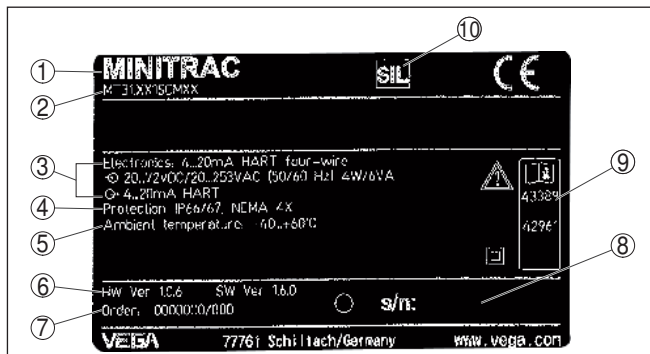 ⑩
① MINITRAC SIL CE
② MT31.XX1SCMXX
③ Electronics: 4..20mA HART four-wire
20..72VDC/20..253VAC (50/60 Hz) 4W/6VA ⑨
4..20mA HART 43389
④ Protection IP66/67, NEMA 4X
⑤ Ambient temperature: -40..+60°C 42961
⑧
⑥ HW Ver 1.0.6 SW Ver 1.6.0
⑦ Order: 0000000/000 s/n:
VEGA 77761 Schiltach/Germany www.vega.com